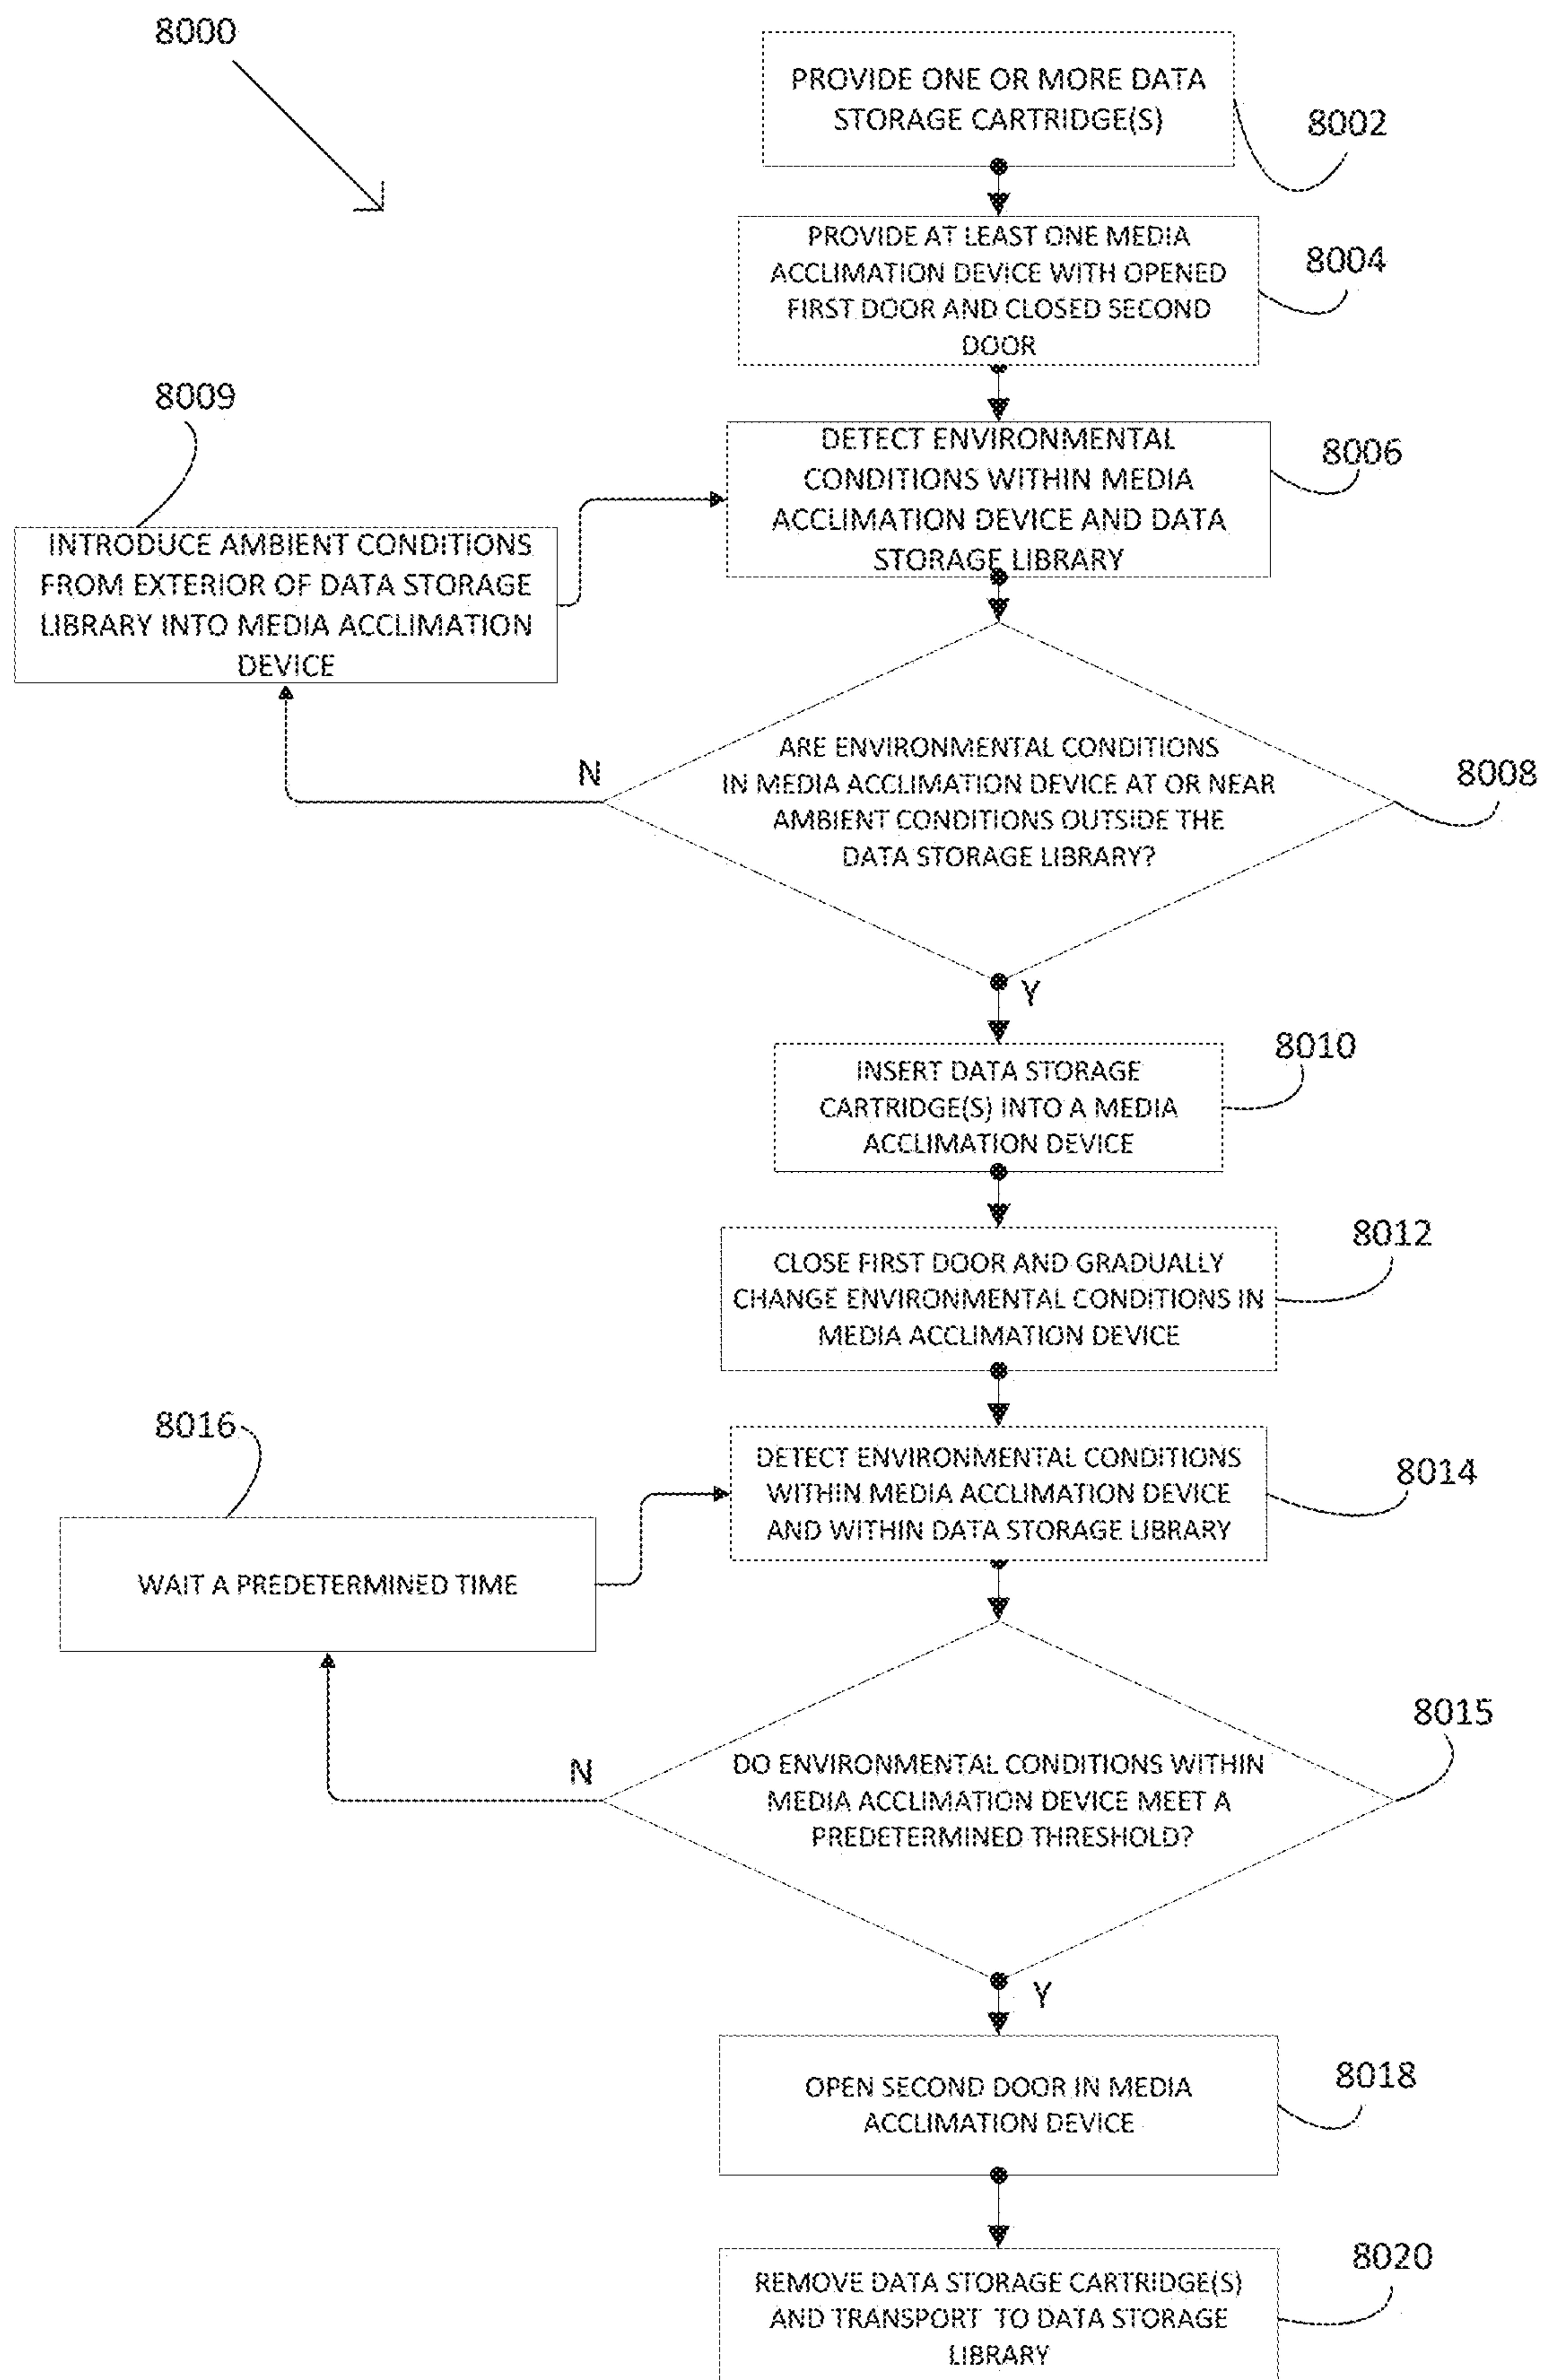 8000
PROVIDE ONE OR MORE DATA
STORAGE CARTRIDGE(S)
8002
PROVIDE AT LEAST ONE MEDIA
ACCLIMATION DEVICE WITH OPENED
FIRST DOOR AND CLOSED SECOND
DOOR
8004
DETECT ENVIRONMENTAL
CONDITIONS WITHIN MEDIA
ACCLIMATION DEVICE AND DATA
STORAGE LIBRARY
8006
8009
INTRODUCE AMBIENT CONDITIONS
FROM EXTERIOR OF DATA STORAGE
LIBRARY INTO MEDIA ACCLIMATION
DEVICE
ARE ENVIRONMENTAL CONDITIONS
IN MEDIA ACCLIMATION DEVICE AT OR NEAR
AMBIENT CONDITIONS OUTSIDE THE
DATA STORAGE LIBRARY?
8008
N
Y
INSERT DATA STORAGE
CARTRIDGE(S) INTO A MEDIA
ACCLIMATION DEVICE
8010
CLOSE FIRST DOOR AND GRADUALLY
CHANGE ENVIRONMENTAL CONDITIONS IN
MEDIA ACCLIMATION DEVICE
8012
DETECT ENVIRONMENTAL CONDITIONS
WITHIN MEDIA ACCLIMATION DEVICE
AND WITHIN DATA STORAGE LIBRARY
8014
8016
WAIT A PREDETERMINED TIME
DO ENVIRONMENTAL CONDITIONS WITHIN
MEDIA ACCLIMATION DEVICE MEET A
PREDETERMINED THRESHOLD?
8015
N
Y
OPEN SECOND DOOR IN MEDIA
ACCLIMATION DEVICE
8018
REMOVE DATA STORAGE CARTRIDGE(S)
AND TRANSPORT TO DATA STORAGE
LIBRARY
8020